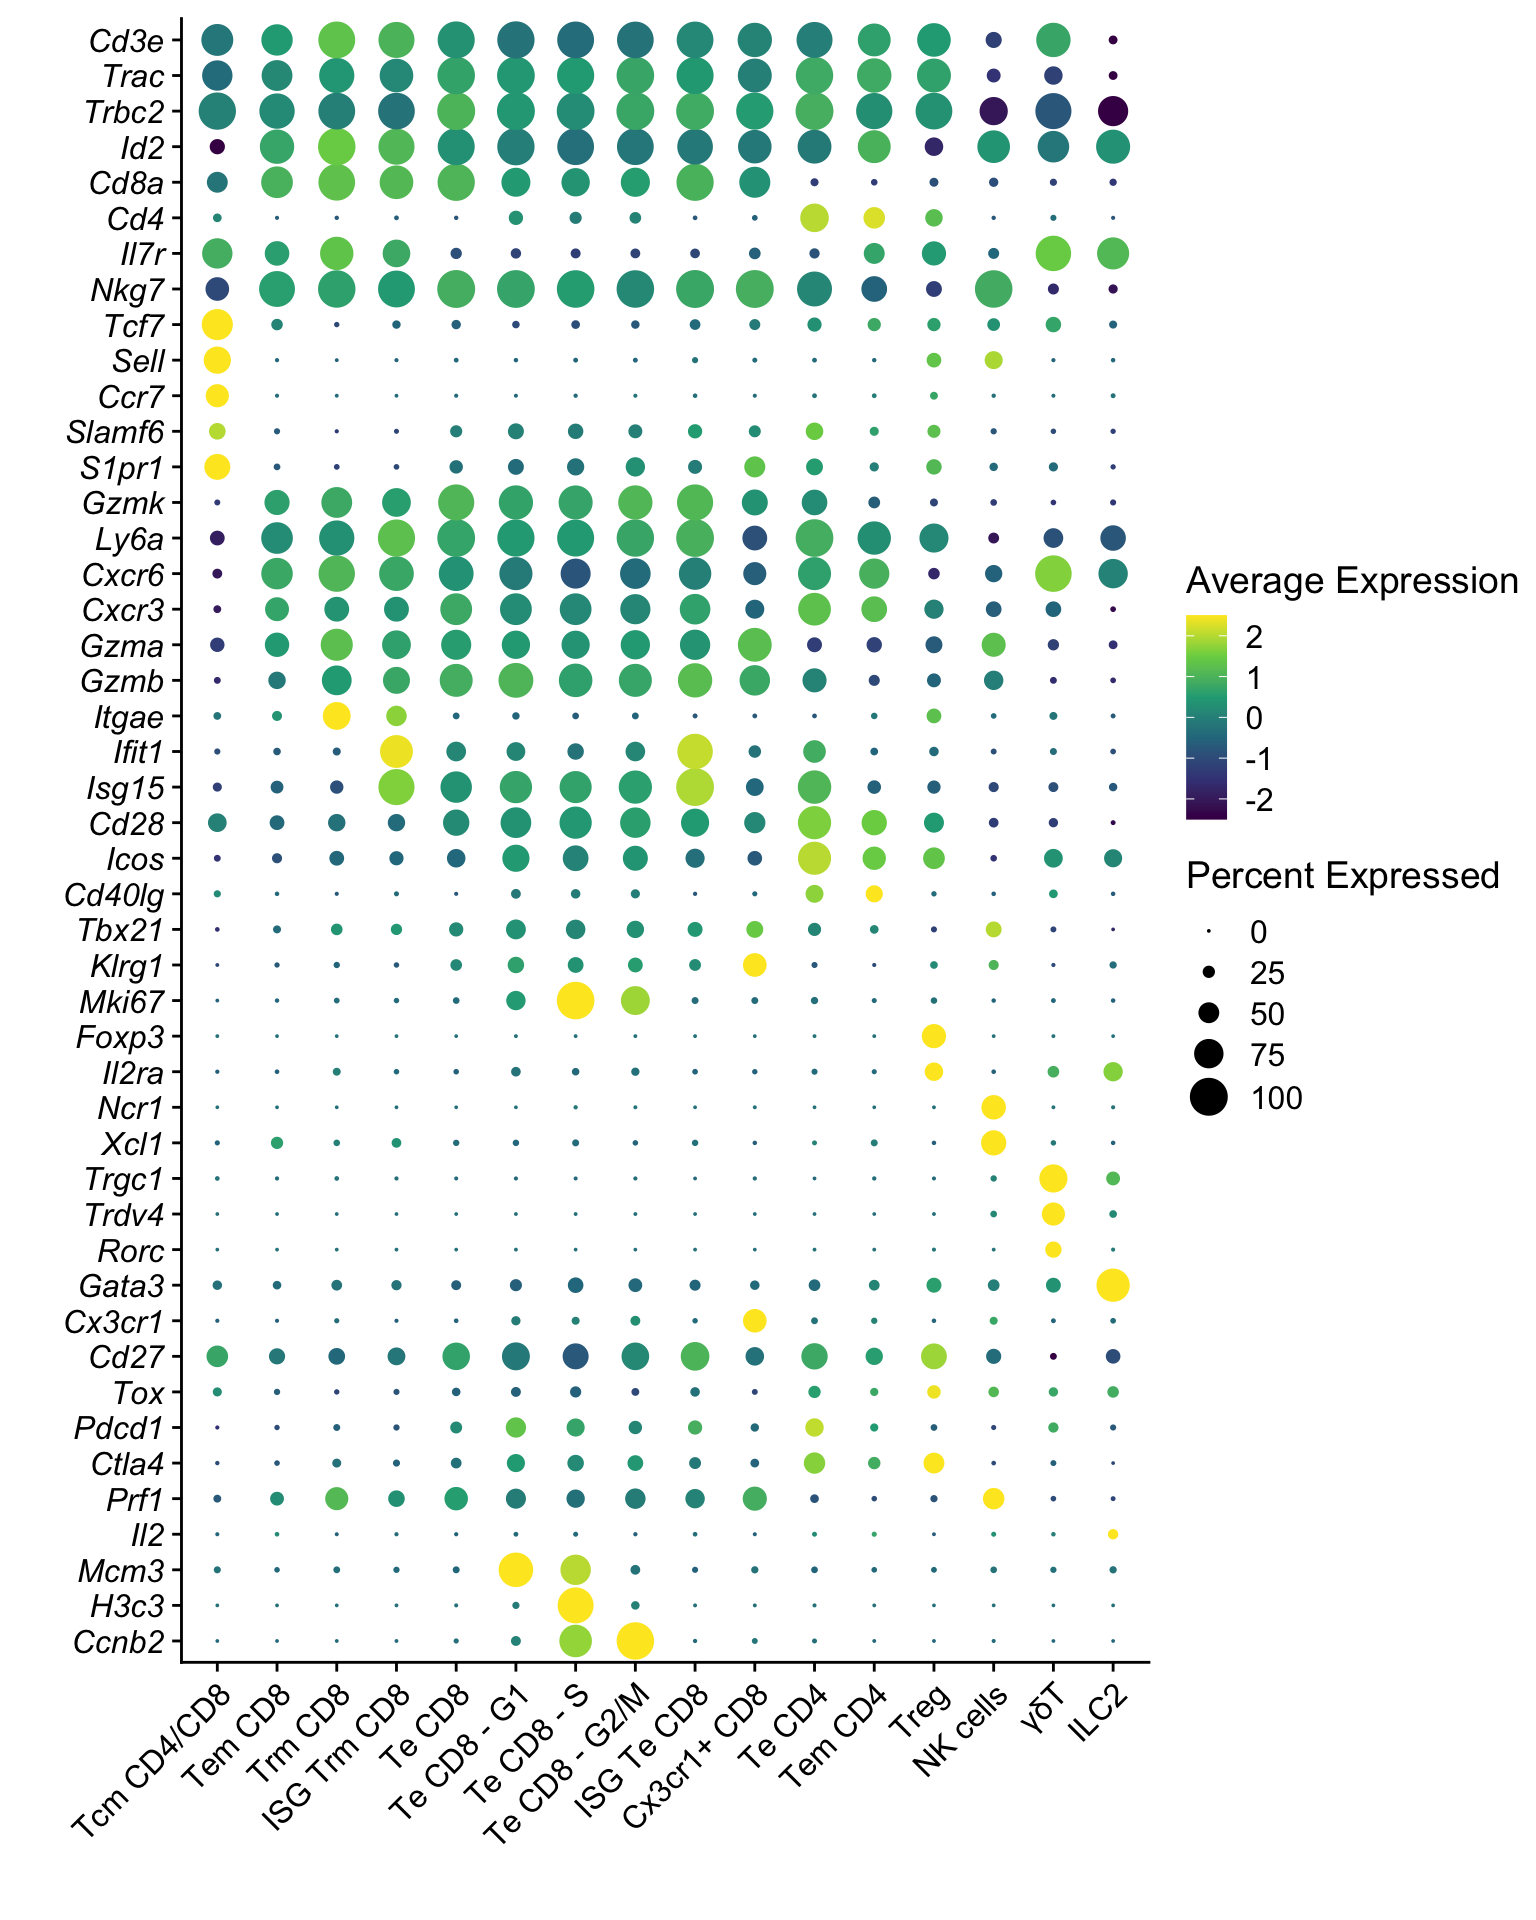 Cd3e
Trac
Trbc2
Id2
Cd8a
Cd4
Il7r
Nkg7
Tcf7
Sell
Ccr7
Slamf6
S1pr1
Gzmk
Ly6a
Cxcr6
Cxcr3
Gzma
Gzmb
Itgae
Ifit1
Isg15
Cd28
Icos
Cd40lg
Tbx21
Klrg1
Mki67
Foxp3
Il2ra
Ncr1
Xcl1
Trgc1
Trdv4
Rorc
Gata3
Cx3cr1
Cd27
Tox
Pdcd1
Ctla4
Prf1
Il2
Mcm3
H3c3
Ccnb2
Tcm CD4/CD8
Tem CD8
Trm CD8
ISG Trm CD8
Te CD8
Te CD8 - G1
Te CD8 - S
Te CD8 - G2/M
ISG Te CD8
Cx3cr1+ CD8
Te CD4
Tem CD4
Treg
NK cells
γδT
ILC2
Average Expression
2
1
0
-1
-2
Percent Expressed
0
25
50
75
100